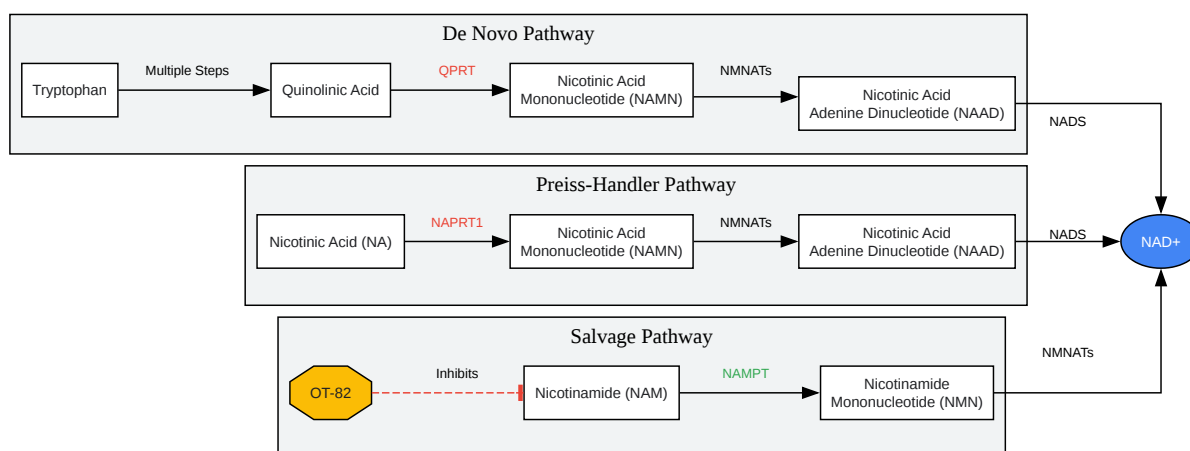 De Novo Pathway
Tryptophan
Multiple Steps
Quinolinic Acid
QPRT
Nicotinic Acid
Mononucleotide (NAMN)
NMNATs
Nicotinic Acid
Adenine Dinucleotide (NAAD)
NADS
Preiss-Handler Pathway
Nicotinic Acid (NA)
NAPRT1
Nicotinic Acid
Mononucleotide (NAMN)
NMNATs
Nicotinic Acid
Adenine Dinucleotide (NAAD)
NADS
NAD+
Salvage Pathway
OT-82
Inhibits
Nicotinamide (NAM)
NAMPT
Nicotinamide
Mononucleotide (NMN)
NMNATs